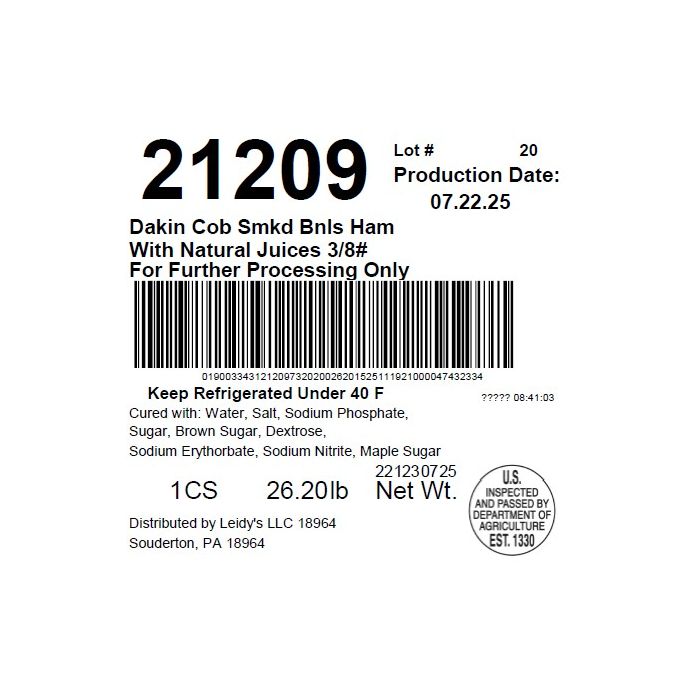 21209
Lot # 20
Production Date:
07.22.25
Dakin Cob Smkd Bnls Ham
With Natural Juices 3/8#
For Further Processing Only
019003343121209732020026201525111921000047432334
Keep Refrigerated Under 40 F
????? 08:41:03
Cured with: Water, Salt, Sodium Phosphate,
Sugar, Brown Sugar, Dextrose,
Sodium Erythorbate, Sodium Nitrite, Maple Sugar
221230725
1CS 26.20lb Net Wt.
U.S.
INSPECTED
AND PASSED BY
DEPARTMENT OF
AGRICULTURE
EST. 1330
Distributed by Leidy's LLC 18964
Souderton, PA 18964